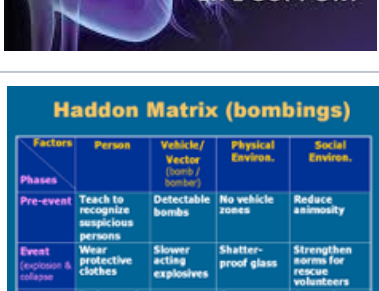 Haddon Matrix (bombings)
Factors Person Vehicle/ Physical Social
Vector Environ. Environ.
(bomb /
bomber)
Phases
Pre-event Teach to Detectable No vehicle Reduce
recognize bombs zones animosity
suspicious
persons
Event Wear Slower Shatter- Strengthen
(explosion & protective acting proof glass norms for
collapse clothes explosives rescue
volunteers